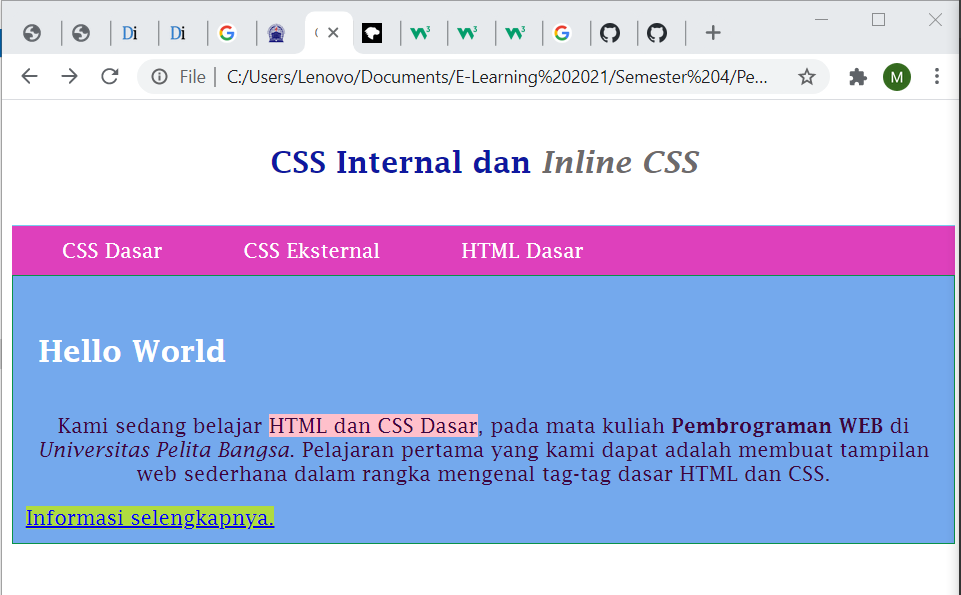 Di
Di
G
W3
W3
W3
G
File | C:/Users/Lenovo/Documents/E-Learning%202021/Semester%204/Pe...
M
CSS Internal dan Inline CSS
CSS Dasar CSS Eksternal HTML Dasar
Hello World
Kami sedang belajar HTML dan CSS Dasar, pada mata kuliah Pembrograman WEB di
Universitas Pelita Bangsa. Pelajaran pertama yang kami dapat adalah membuat tampilan
web sederhana dalam rangka mengenal tag-tag dasar HTML dan CSS.
Informasi selengkapnya.